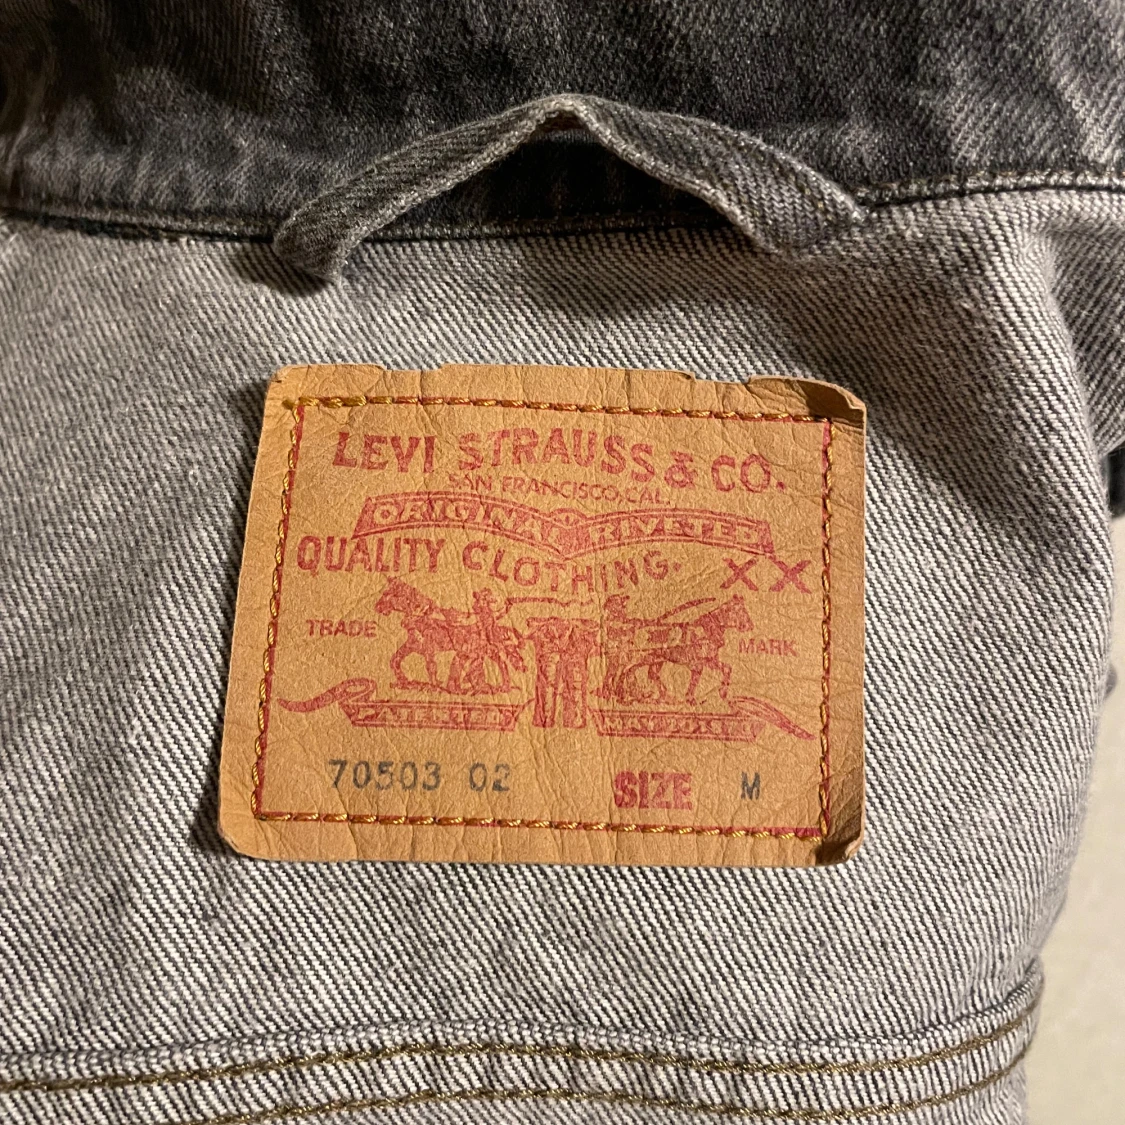 LEVI STRAUSS & CO.
SAN FRANCISCO, CAL.
ORIGINAL RIVETED
QUALITY CLOTHING. XX
TRADE MARK
70503 02 SIZE M